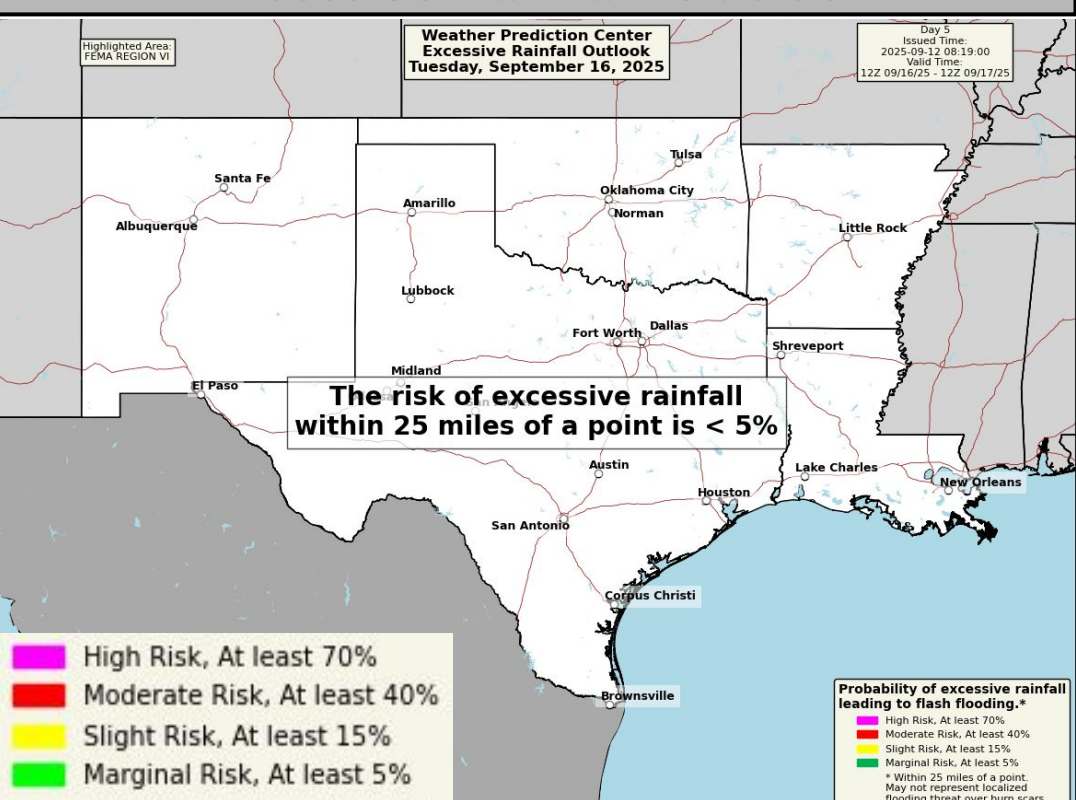 Highlighted Area:
FEMA REGION VI
Weather Prediction Center
Excessive Rainfall Outlook
Tuesday, September 16, 2025
Day 5
Issued Time:
2025-09-12 08:19:00
Valid Time:
12Z 09/16/25 - 12Z 09/17/25
Tulsa
Santa Fe
Oklahoma City
Amarillo
Norman
Albuquerque
Little Rock
Lubbock
Dallas
Fort Worth
Shreveport
Midland
El Paso
The risk of excessive rainfall
within 25 miles of a point is < 5%
Austin
Lake Charles
New Orleans
Houston
San Antonio
Corpus Christi
Brownsville
High Risk, At least 70%
Moderate Risk, At least 40%
Slight Risk, At least 15%
Marginal Risk, At least 5%
Probability of excessive rainfall
leading to flash flooding.*
High Risk, At least 70%
Moderate Risk, At least 40%
Slight Risk, At least 15%
Marginal Risk, At least 5%
* Within 25 miles of a point.
May not represent localized
flooding threat over burn scars